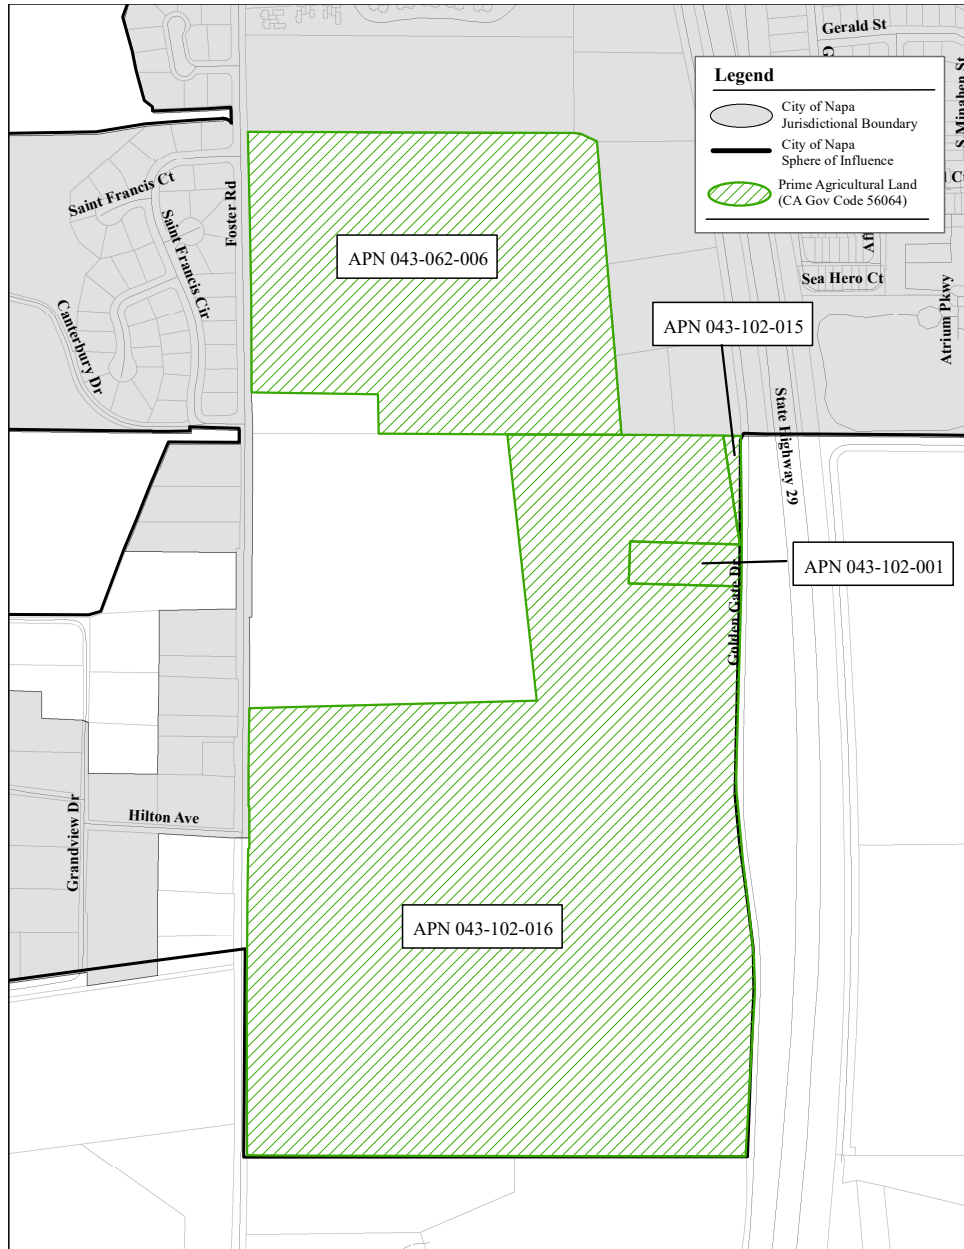 Gerald St
G
S Minahen St
Legend
City of Napa
Jurisdictional Boundary
City of Napa
Sphere of Influence
Prime Agricultural Land
(CA Gov Code 56064)
Ct
Saint Francis Ct
Foster Rd
Saint Francis Cir
Afl
APN 043-062-006
Sea Hero Ct
Atrium Pkwy
APN 043-102-015
Canterbury Dr
State Highway 29
APN 043-102-001
Golden Gate Dr
Grandview Dr
Hilton Ave
APN 043-102-016